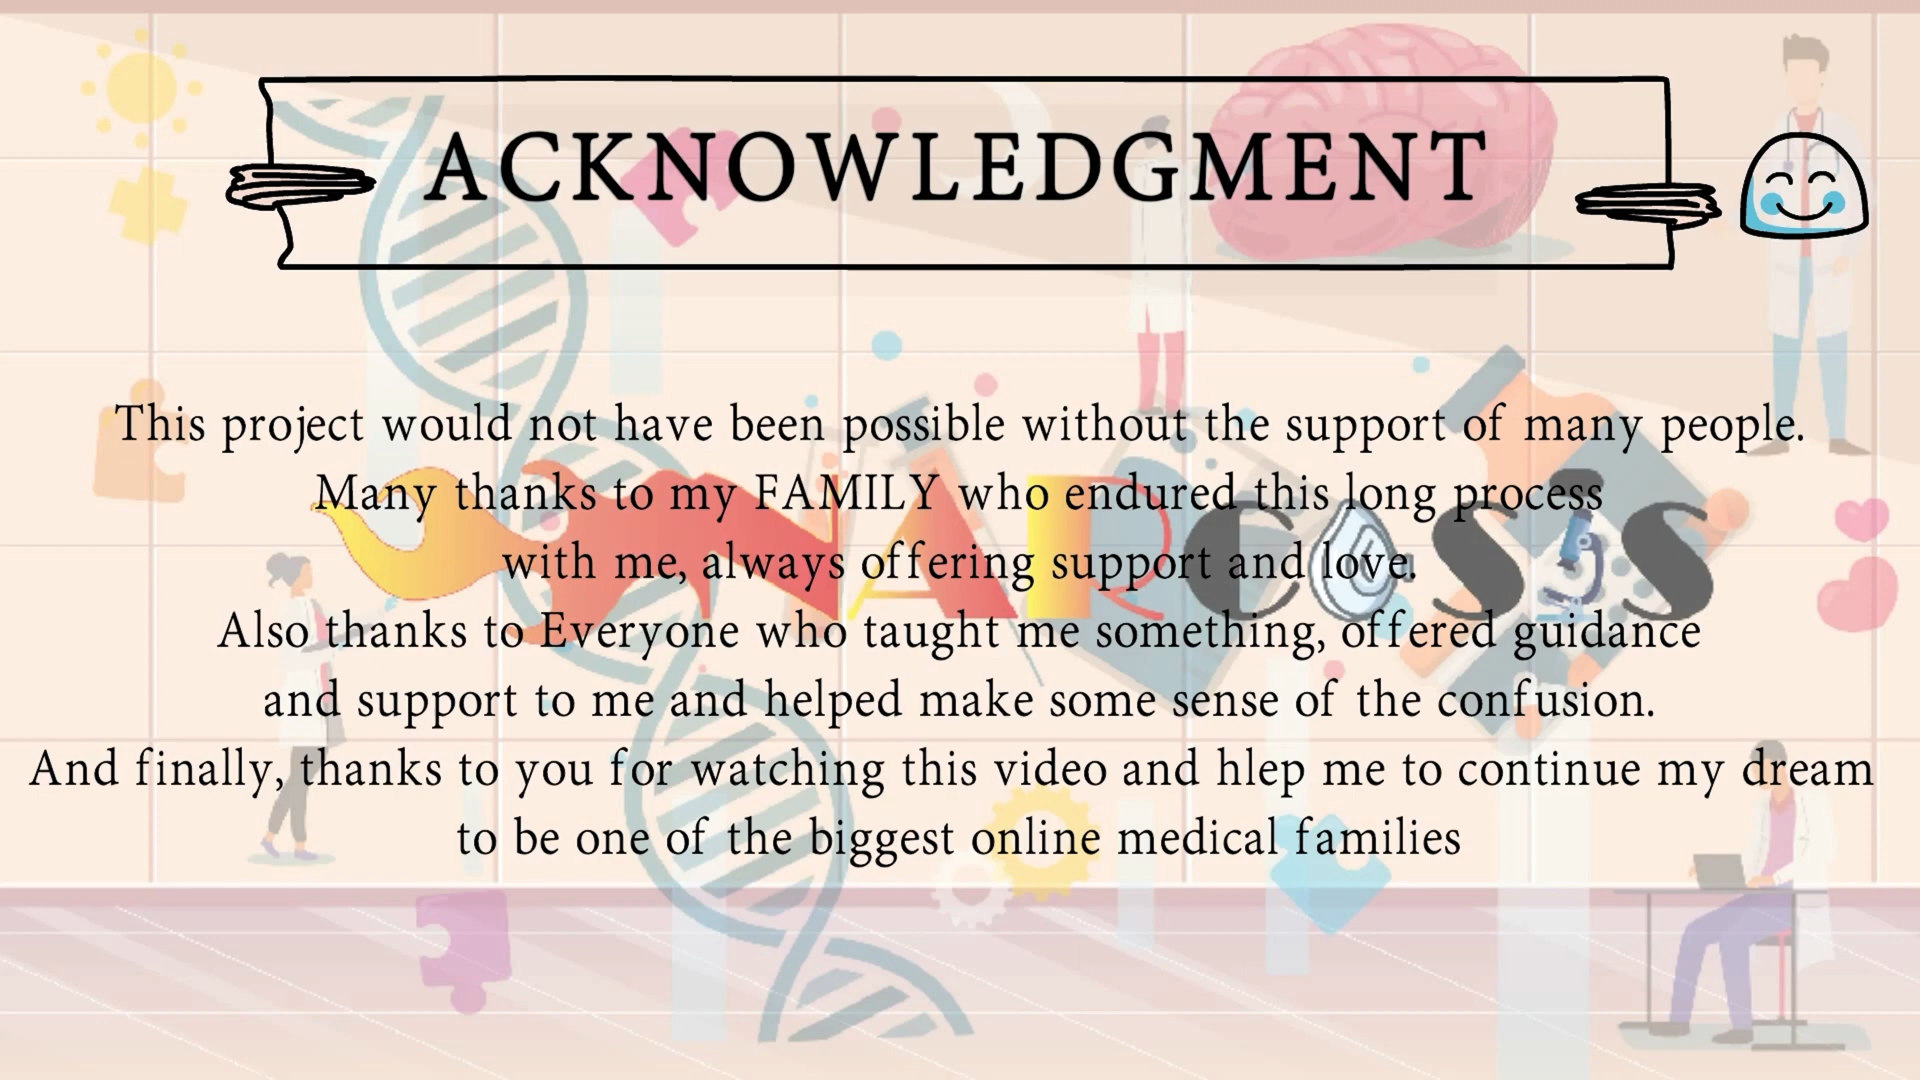 ACKNOWLEDGMENT
This project would not have been possible without the support of many people.
Many thanks to my FAMILY who endured this long process
with me, always offering support and love.
Also thanks to Everyone who taught me something, offered guidance
and support to me and helped make some sense of the confusion.
And finally, thanks to you for watching this video and hlep me to continue my dream
to be one of the biggest online medical families
NARCOSIS